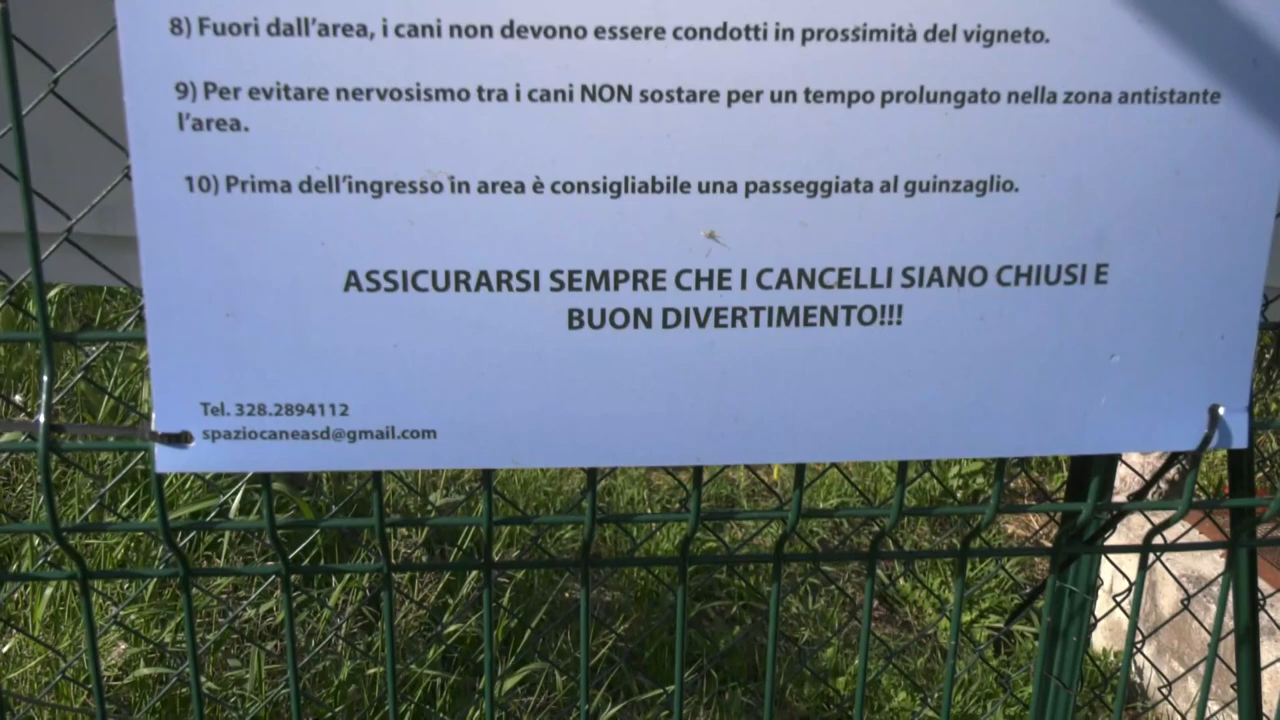 8) Fuori dall'area, i cani non devono essere condotti in prossimità del vigneto.
9) Per evitare nervosismo tra i cani NON sostare per un tempo prolungato nella zona antistante
l'area.
10) Prima dell'ingresso in area è consigliabile una passeggiata al guinzaglio.
ASSICURARSI SEMPRE CHE I CANCELLI SIANO CHIUSI E
BUON DIVERTIMENTO!!!
Tel. 328.2894112
spaziocaneasd@gmail.com